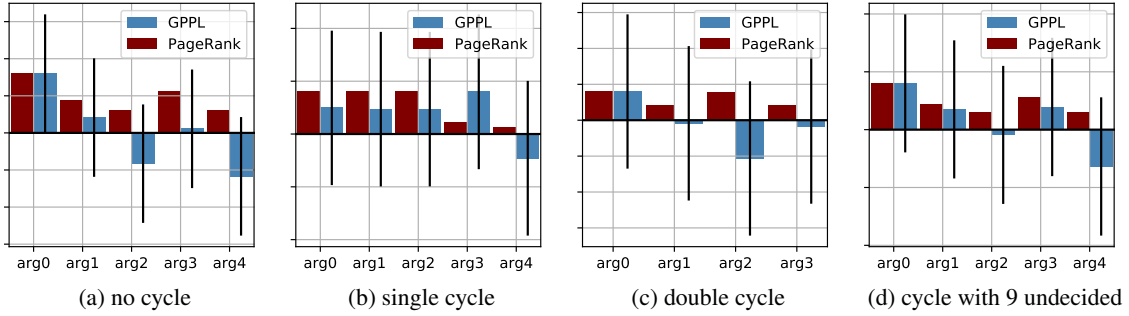 GPPL
PageRank
arg0 arg1 arg2 arg3 arg4
(a) no cycle
GPPL
PageRank
arg0 arg1 arg2 arg3 arg4
(b) single cycle
GPPL
PageRank
arg0 arg1 arg2 arg3
(c) double cycle
GPPL
PageRank
arg0 arg1 arg2 arg3 arg4
(d) cycle with 9 undecided